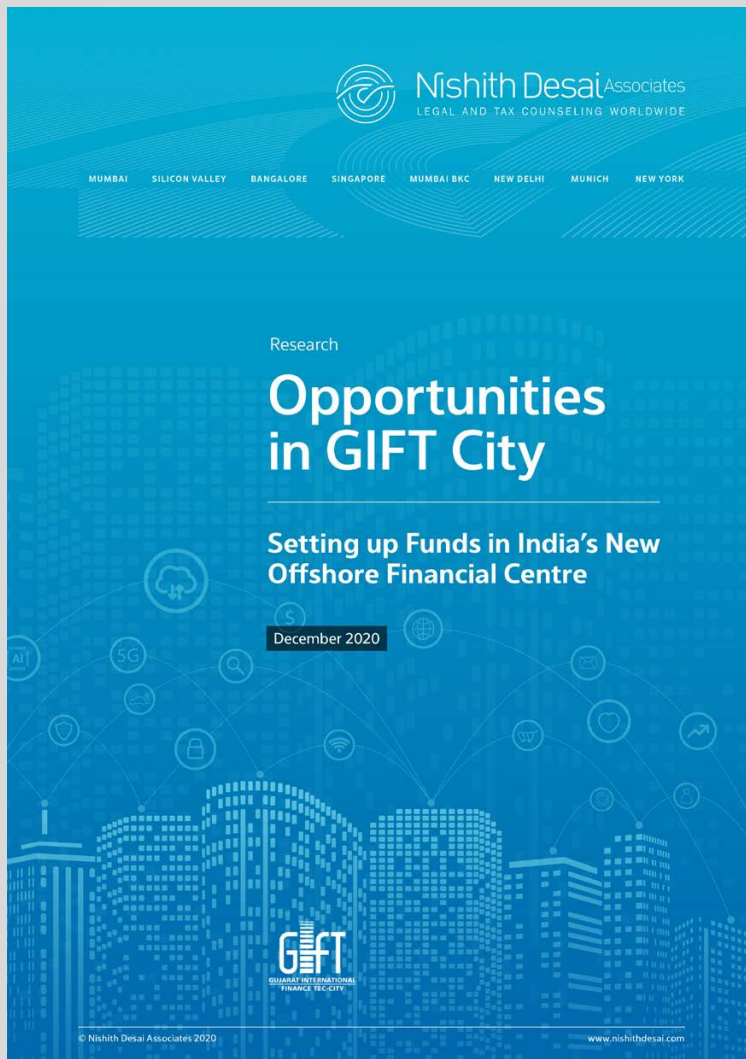 Nishith Desai Associates
LEGAL AND TAX COUNSELING WORLDWIDE
MUMBAI SILICON VALLEY BANGALORE SINGAPORE MUMBAI BKC NEW DELHI MUNICH NEW YORK
Research
Opportunities
in GIFT City
Setting up Funds in India’s New
Offshore Financial Centre
$
December 2020
AI
5G
GIFT
GUJARAT INTERNATIONAL
FINANCE TEC-CITY
© Nishith Desai Associates 2020 www.nishithdesai.com